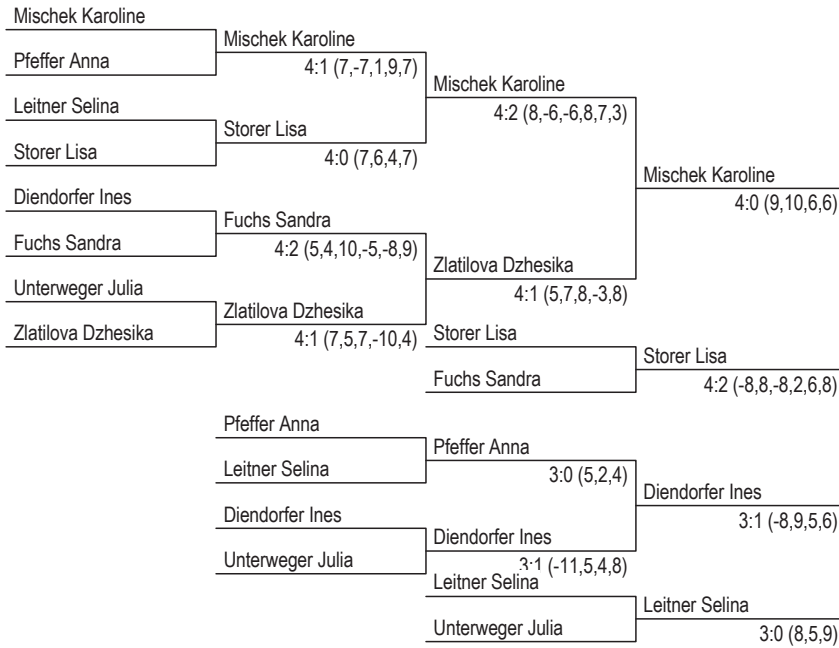 Mischek Karoline
Mischek Karoline
Pfeffer Anna
4:1 (7,-7,1,9,7)
Mischek Karoline
Leitner Selina
4:2 (8,-6,-6,8,7,3)
Storer Lisa
Storer Lisa
4:0 (7,6,4,7)
Mischek Karoline
Diendorfer Ines
4:0 (9,10,6,6)
Fuchs Sandra
Fuchs Sandra
4:2 (5,4,10,-5,-8,9)
Zlatilova Dzhesika
Unterweger Julia
4:1 (5,7,8,-3,8)
Zlatilova Dzhesika
Zlatilova Dzhesika
4:1 (7,5,7,-10,4)
Storer Lisa
Storer Lisa
Fuchs Sandra
4:2 (-8,8,-8,2,6,8)
Pfeffer Anna
Pfeffer Anna
Leitner Selina
3:0 (5,2,4)
Diendorfer Ines
Diendorfer Ines
3:1 (-8,9,5,6)
Diendorfer Ines
Unterweger Julia
3:1 (-11,5,4,8)
Leitner Selina
Leitner Selina
Unterweger Julia
3:0 (8,5,9)